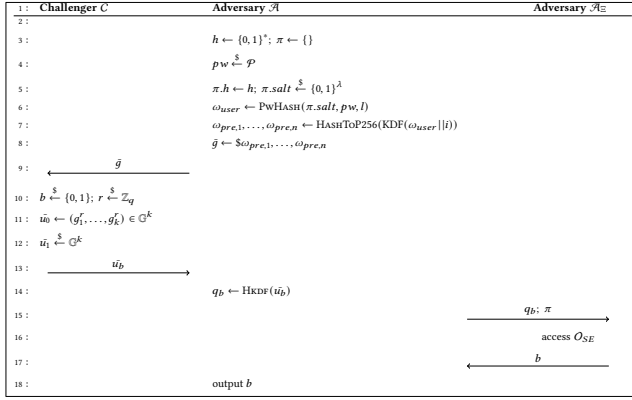 1 : Challenger C Adversary 𝒜 Adversary 𝒜Ξ
2 :
3 : h ← {0, 1}*; π ← {}
4 : pw ←$ 𝒫
5 : π.h ← h; π.salt ←$ {0, 1}^λ
6 : ω_user ← PwHash(π.salt, pw, l)
7 : ω_pre,1, . . . , ω_pre,n ← HashToP256(KDF(ω_user||i))
8 : ḡ ← $ω_pre,1, . . . , ω_pre,n
9 : ḡ
10 : b ←$ {0, 1}; r ←$ ℤ_q
11 : ū_0 ← (g_1^r, . . . , g_k^r) ∈ 𝔾^k
12 : ū_1 ←$ 𝔾^k
13 : ū_b
14 : q_b ← Hkdf(ū_b)
15 : q_b; π
16 : access O_SE
17 : b
18 : output b